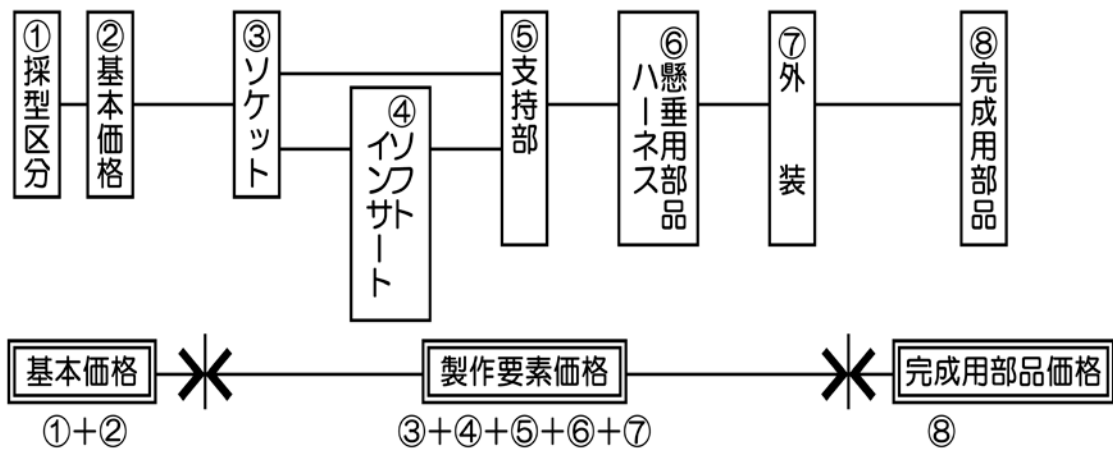 ①採型区分
②基本価格
③ソケット
④ソフト
インサート
⑤支持部
⑥懸垂用部品
ハーネス
⑦外装
⑧完成用部品
基本価格
製作要素価格
完成用部品価格
①+②
③+④+⑤+⑥+⑦
⑧